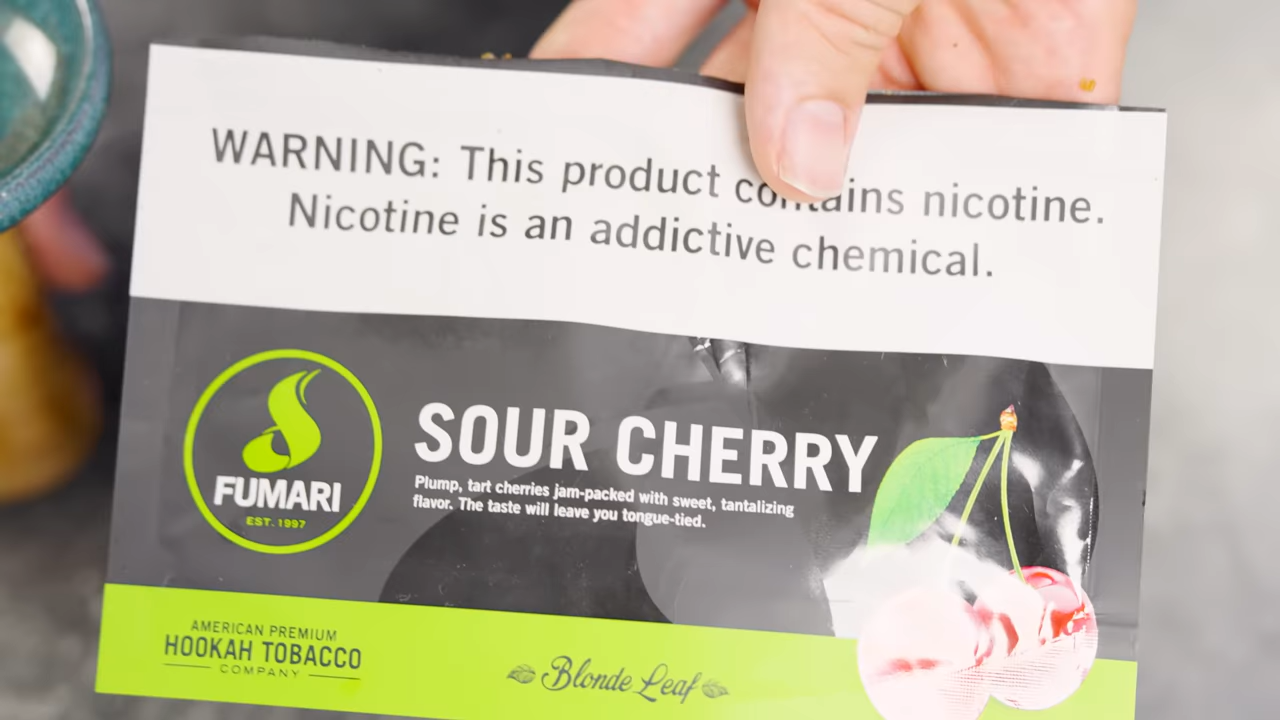 WARNING: This product contains nicotine.
Nicotine is an addictive chemical.
FUMARI
EST. 1997
SOUR CHERRY
Plump, tart cherries jam-packed with sweet, tantalizing
flavor. The taste will leave you tongue-tied.
AMERICAN PREMIUM
HOOKAH TOBACCO
COMPANY
Blonde Leaf